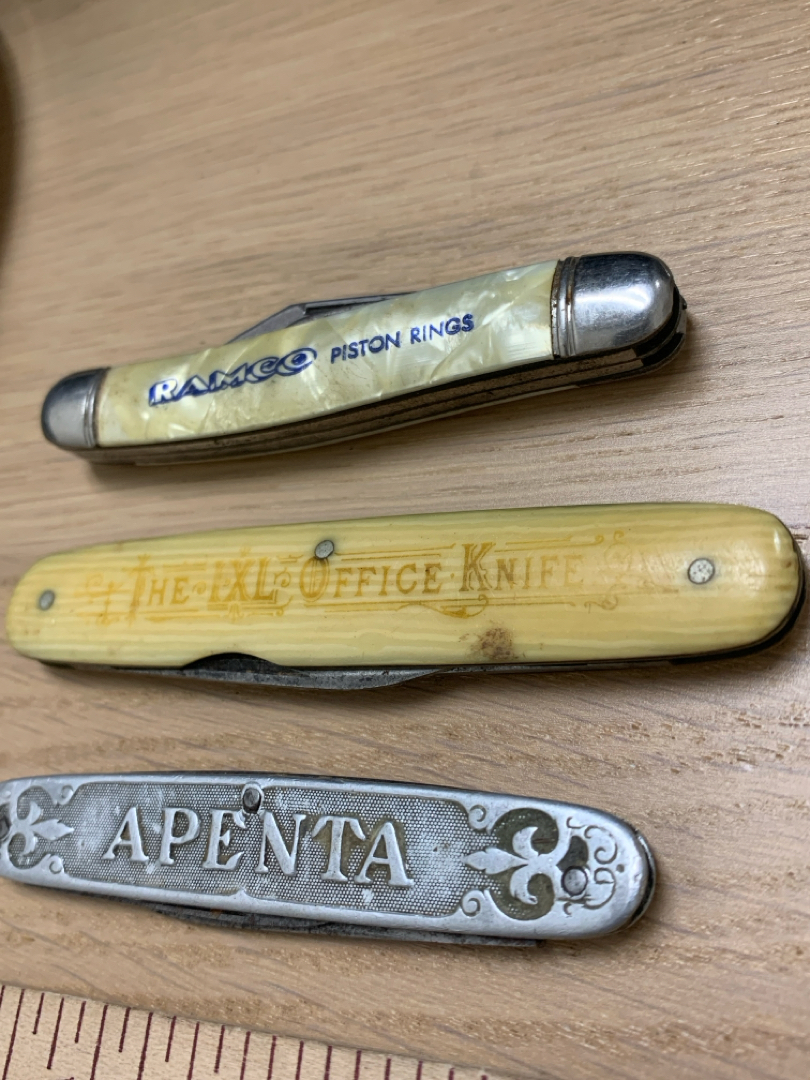 RAMCO PISTON RINGS
THE IXL OFFICE KNIFE
APENTA